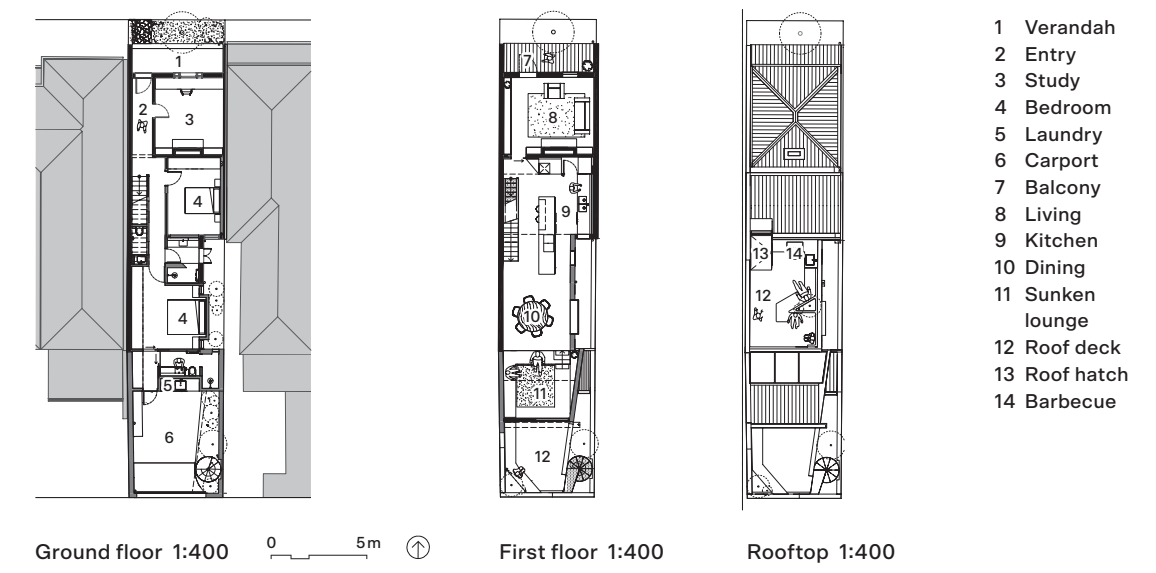 1
2
3
4
4
5
6
Ground floor 1:400
0 5m
7
8
9
10
11
12
First floor 1:400
13
14
12
Rooftop 1:400
1 Verandah
2 Entry
3 Study
4 Bedroom
5 Laundry
6 Carport
7 Balcony
8 Living
9 Kitchen
10 Dining
11 Sunken
lounge
12 Roof deck
13 Roof hatch
14 Barbecue